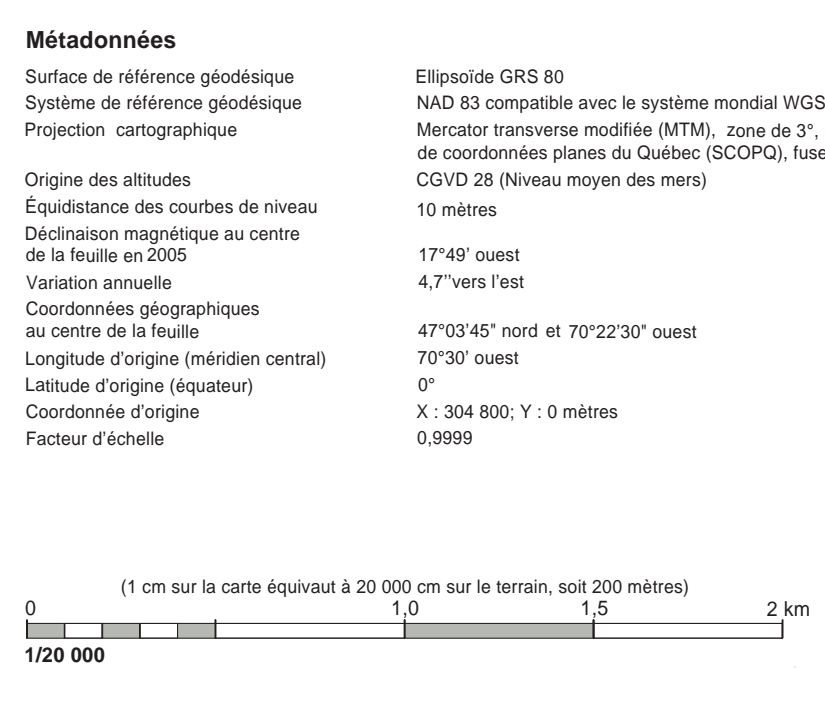 Métadonnées
Surface de référence géodésique Ellipsoïde GRS 80
Système de référence géodésique NAD 83 compatible avec le système mondial WGS
Projection cartographique Mercator transverse modifiée (MTM), zone de 3°,
de coordonnées planes du Québec (SCOPQ), fuse
Origine des altitudes CGVD 28 (Niveau moyen des mers)
Équidistance des courbes de niveau 10 mètres
Déclinaison magnétique au centre
de la feuille en 2005 17°49' ouest
Variation annuelle 4,7''vers l'est
Coordonnées géographiques
au centre de la feuille 47°03'45" nord et 70°22'30" ouest
Longitude d'origine (méridien central) 70°30' ouest
Latitude d'origine (équateur) 0°
Coordonnée d'origine X : 304 800; Y : 0 mètres
Facteur d'échelle 0,9999
(1 cm sur la carte équivaut à 20 000 cm sur le terrain, soit 200 mètres)
0 1,0 1,5 2 km
1/20 000